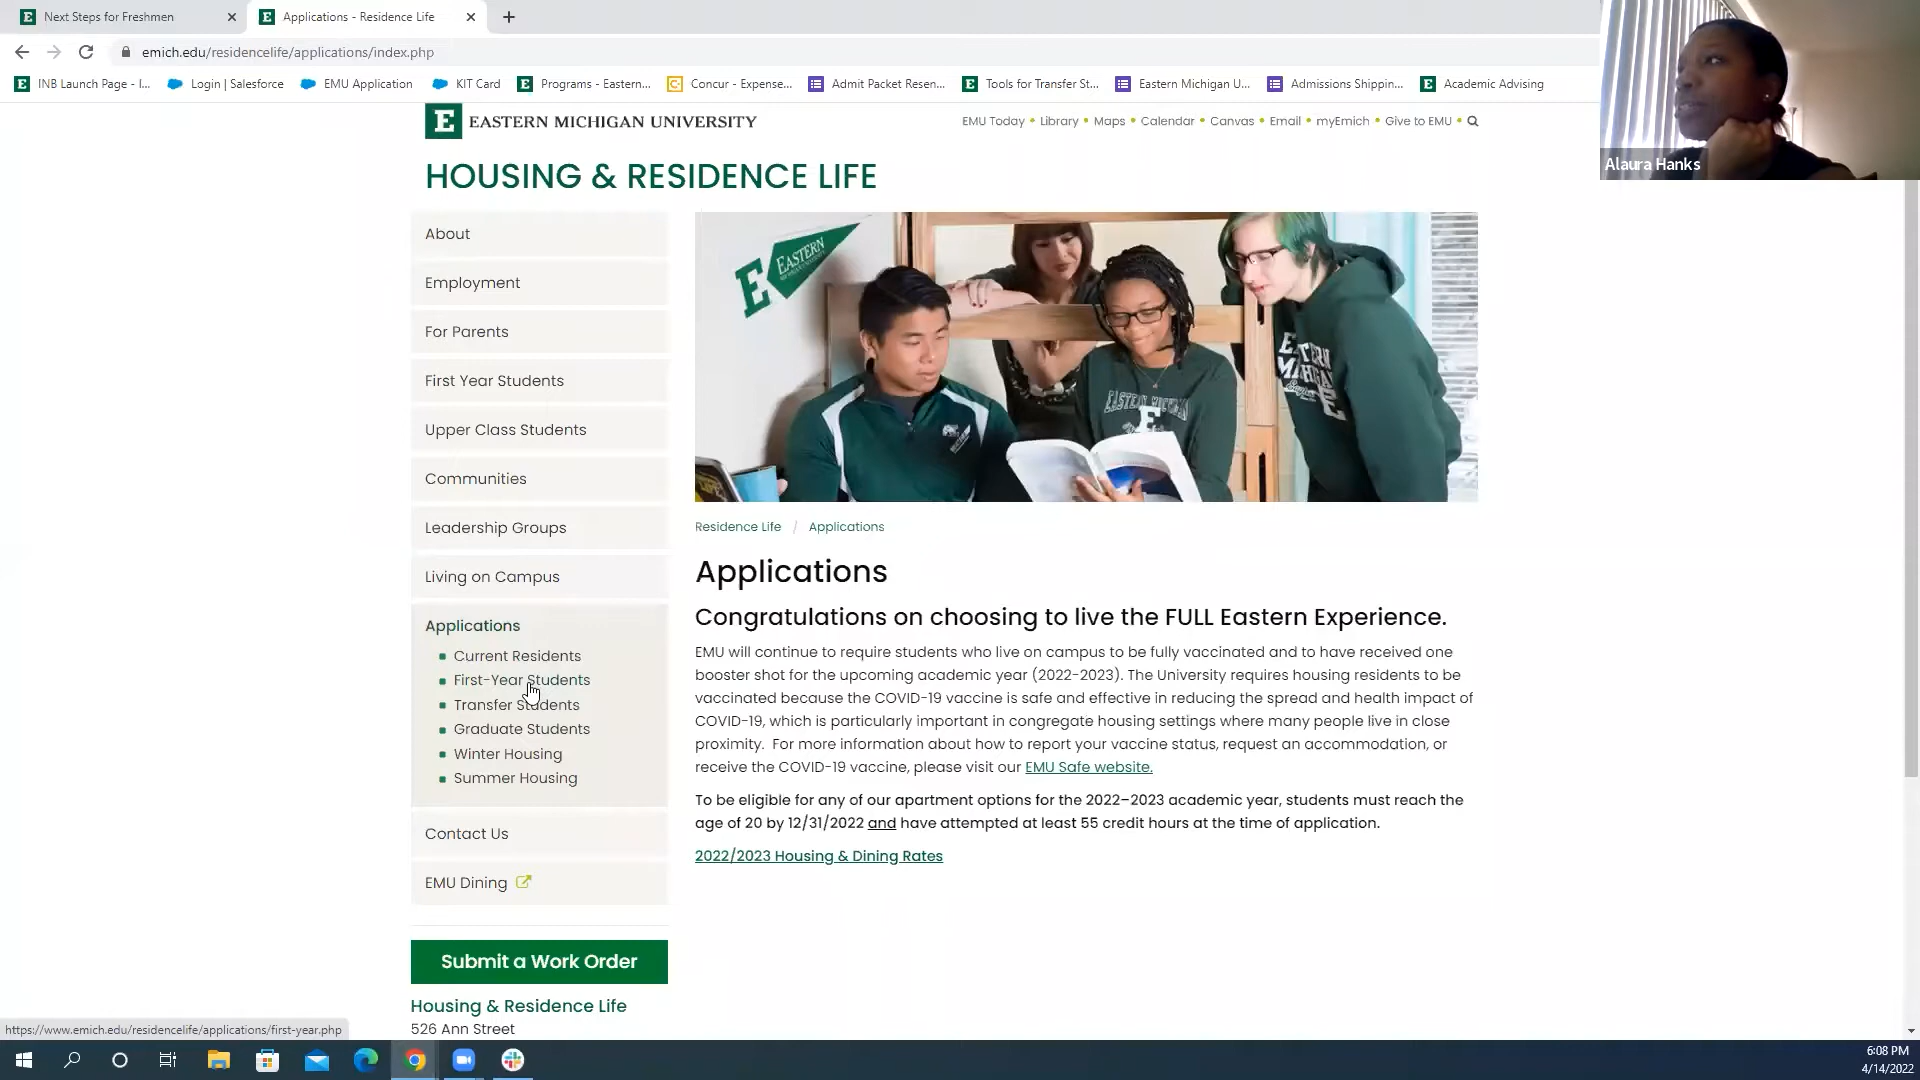 Next Steps for Freshmen
Applications - Residence Life
emich.edu/residencelife/applications/index.php
INB Launch Page - I...
Login | Salesforce
EMU Application
KIT Card
Programs - Eastern...
Concur - Expense...
Admit Packet Resen...
Tools for Transfer St...
Eastern Michigan U...
Admissions Shippin...
Academic Advising
E EASTERN MICHIGAN UNIVERSITY
EMU Today • Library • Maps • Calendar • Canvas • Email • myEmich • Give to EMU •
Alaura Hanks
HOUSING & RESIDENCE LIFE
About
Employment
For Parents
First Year Students
Upper Class Students
Communities
Leadership Groups
Living on Campus
Applications
Current Residents
First-Year Students
Transfer Students
Graduate Students
Winter Housing
Summer Housing
Contact Us
EMU Dining
Submit a Work Order
Housing & Residence Life
526 Ann Street
E EASTERN
EASTERN
E
EASTERN
MICHIGAN
Residence Life / Applications
Applications
Congratulations on choosing to live the FULL Eastern Experience.
EMU will continue to require students who live on campus to be fully vaccinated and to have received one
booster shot for the upcoming academic year (2022-2023). The University requires housing residents to be
vaccinated because the COVID-19 vaccine is safe and effective in reducing the spread and health impact of
COVID-19, which is particularly important in congregate housing settings where many people live in close
proximity. For more information about how to report your vaccine status, request an accommodation, or
receive the COVID-19 vaccine, please visit our EMU Safe website.
To be eligible for any of our apartment options for the 2022–2023 academic year, students must reach the
age of 20 by 12/31/2022 and have attempted at least 55 credit hours at the time of application.
2022/2023 Housing & Dining Rates
https://www.emich.edu/residencelife/applications/first-year.php
6:08 PM
4/14/2022